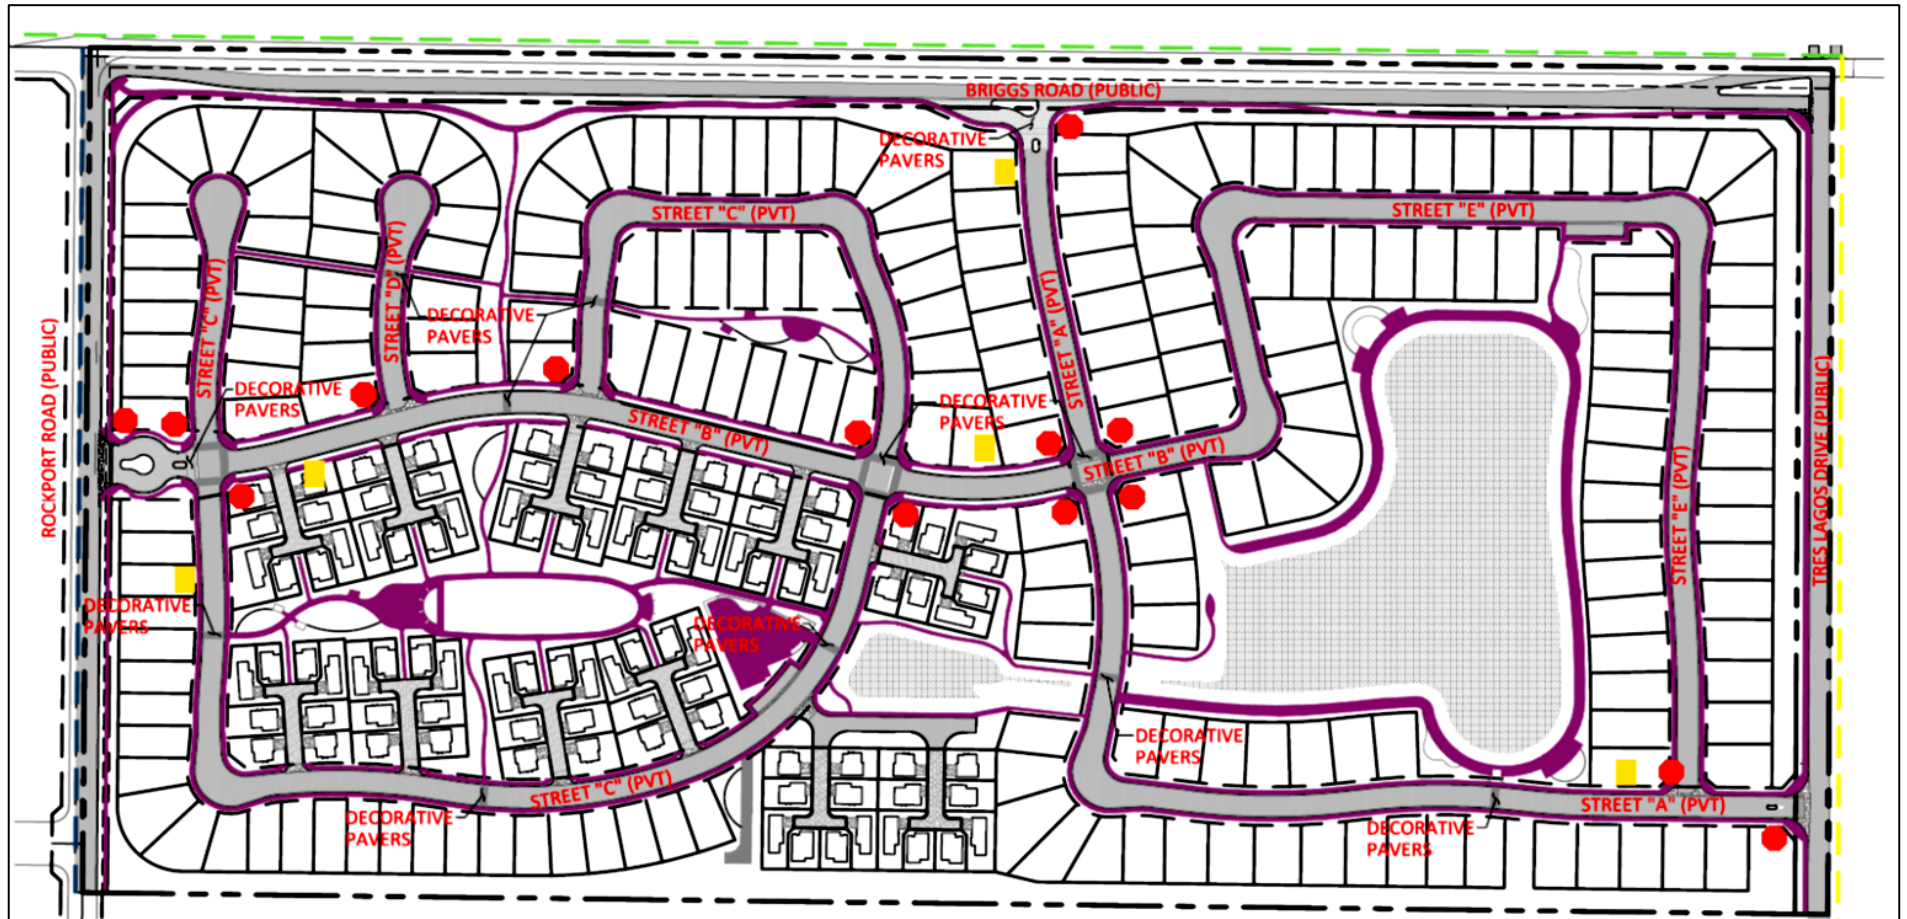 BRIGGS ROAD (PUBLIC)
DECORATIVE
PAVERS
STREET "C" (PVT)
STREET "E" (PVT)
STREET "D" (PVT)
STREET "C" (PVT)
DECORATIVE
PAVERS
STREET "A" (PVT)
ROCKPORT ROAD (PUBLIC)
DECORATIVE
PAVERS
DECORATIVE
PAVERS
STREET "B" (PVT)
STREET "B" (PVT)
STREET "E" (PVT)
TRES LAGOS DRIVE (PUBLIC)
DECORATIVE
PAVERS
DECORATIVE
PAVERS
DECORATIVE
PAVERS
STREET "C" (PVT)
DECORATIVE
PAVERS
STREET "A" (PVT)
DECORATIVE
PAVERS